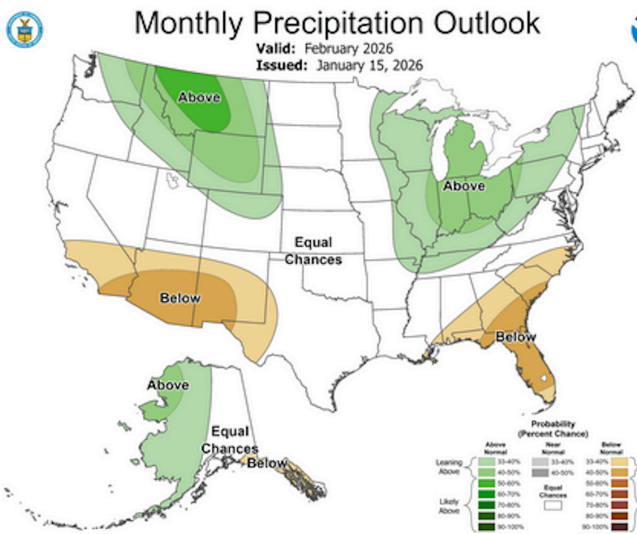 Monthly Precipitation Outlook
Valid: February 2026
Issued: January 15, 2026
Above
Above
Equal
Chances
Below
Below
Above
Equal
Chances
Below
Probability
(Percent Chance)
Above
Normal
Near
Normal
Below
Normal
Leaning
Above
33-40% 33-40% 33-40%
40-50% 40-50% 40-50%
50-60% 50-60%
Equal
Chances
Likely
Above
60-70% 60-70%
70-80% 70-80%
80-90% 80-90%
90-100% 90-100%